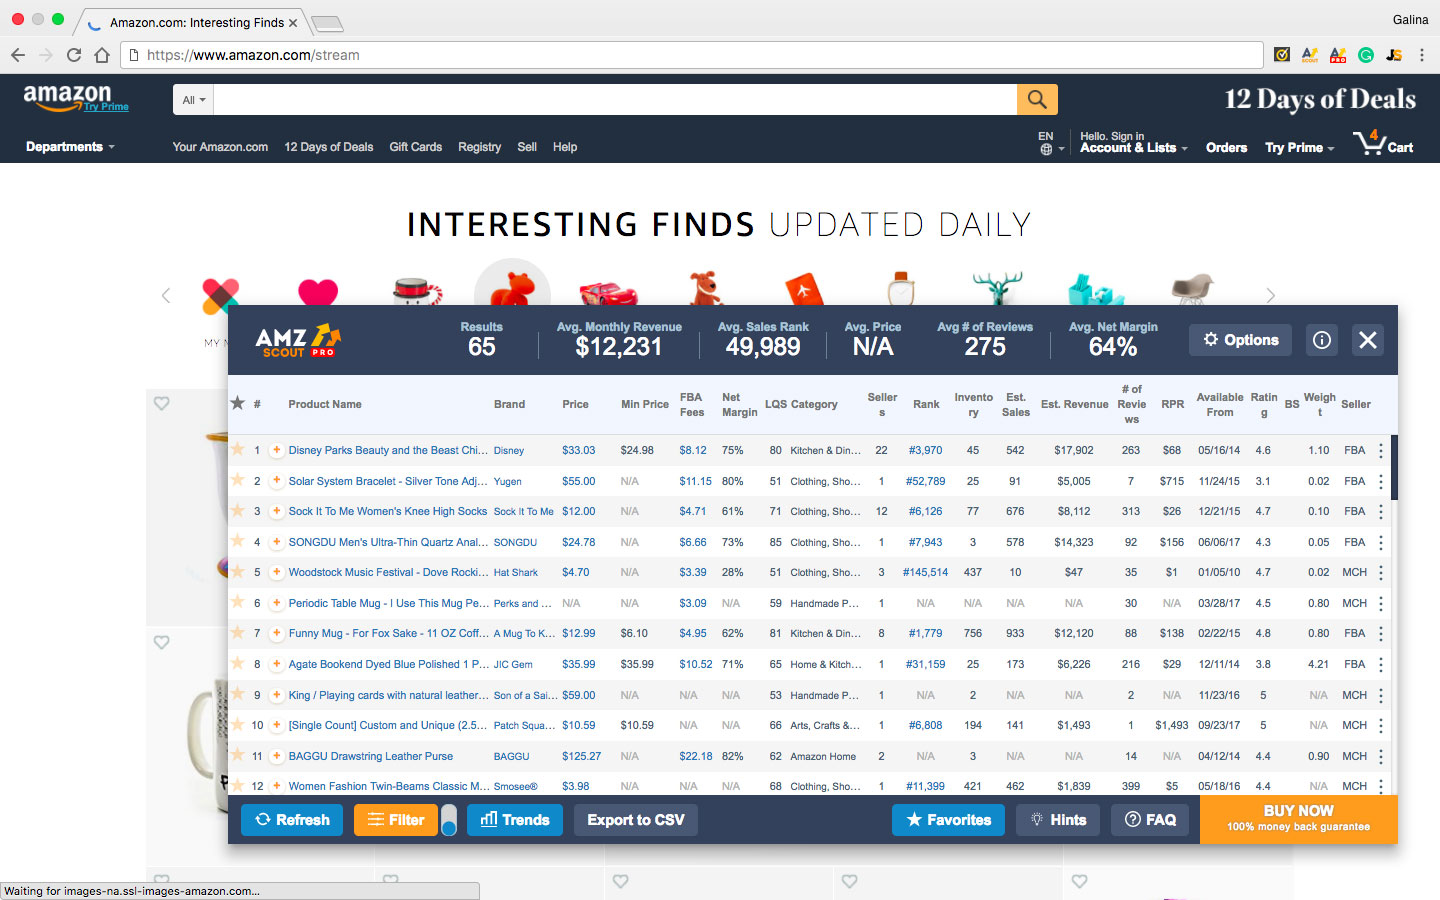 Amazon.com: Interesting Finds
Galina
https://www.amazon.com/stream
amazon
Try Prime
All
12 Days of Deals
Departments
Your Amazon.com 12 Days of Deals Gift Cards Registry Sell Help
EN
Hello. Sign in
Account & Lists
Orders
Try Prime
4
Cart
INTERESTING FINDS UPDATED DAILY
MY M
AMZ
SCOUT PRO
Results
65
Avg. Monthly Revenue
$12,231
Avg. Sales Rank
49,989
Avg. Price
N/A
Avg # of Reviews
275
Avg. Net Margin
64%
Options
# Product Name Brand Price Min Price FBA Fees Net Margin LQS Category Sellers Rank Inventory Est. Sales Est. Revenue # of Reviews RPR Available From Rating BS Weight Seller
1 + Disney Parks Beauty and the Beast Chi... Disney $33.03 $24.98 $8.12 75% 80 Kitchen & Din... 22 #3,970 45 542 $17,902 263 $68 05/16/14 4.6 1.10 FBA
2 + Solar System Bracelet - Silver Tone Adj... Yugen $55.00 N/A $11.15 80% 51 Clothing, Sho... 1 #52,789 25 91 $5,005 7 $715 11/24/15 3.1 0.02 FBA
3 + Sock It To Me Women's Knee High Socks Sock It To Me $12.00 N/A $4.71 61% 71 Clothing, Sho... 12 #6,126 77 676 $8,112 313 $26 12/21/15 4.7 0.10 FBA
4 + SONGDU Men's Ultra-Thin Quartz Anal... SONGDU $24.78 N/A $6.66 73% 85 Clothing, Sho... 1 #7,943 3 578 $14,323 92 $156 06/06/17 4.3 0.05 FBA
5 + Woodstock Music Festival - Dove Rocki... Hat Shark $4.70 N/A $3.39 28% 51 Clothing, Sho... 3 #145,514 437 10 $47 35 $1 01/05/10 4.7 0.02 MCH
6 + Periodic Table Mug - I Use This Mug Pe... Perks and ... N/A N/A $3.09 N/A 59 Handmade P... 1 N/A N/A N/A N/A 30 N/A 03/28/17 4.5 0.80 MCH
7 + Funny Mug - For Fox Sake - 11 OZ Coff... A Mug To K... $12.99 $6.10 $4.95 62% 81 Kitchen & Din... 8 #1,779 756 933 $12,120 88 $138 02/22/15 4.8 0.80 FBA
8 + Agate Bookend Dyed Blue Polished 1 P... JIC Gem $35.99 $35.99 $10.52 71% 65 Home & Kitch... 1 #31,159 25 173 $6,226 216 $29 12/11/14 3.8 4.21 FBA
9 + King / Playing cards with natural leather... Son of a Sai... $59.00 N/A N/A N/A 53 Handmade P... 1 N/A 2 N/A N/A 2 N/A 11/23/16 5 N/A MCH
10 + [Single Count] Custom and Unique (2.5... Patch Squa... $10.59 $10.59 N/A N/A 66 Arts, Crafts &... 1 #6,808 194 141 $1,493 1 $1,493 09/23/17 5 N/A MCH
11 + BAGGU Drawstring Leather Purse BAGGU $125.27 N/A $22.18 82% 62 Amazon Home 2 N/A 3 N/A N/A 14 N/A 04/12/14 4.4 0.90 MCH
12 + Women Fashion Twin-Beams Classic M... Smosee® $3.98 N/A N/A N/A 68 Clothing, Sho... 1 #11,399 421 462 $1,839 399 $5 05/18/16 4.4 N/A MCH
Refresh Filter Trends Export to CSV Favorites Hints FAQ
BUY NOW
100% money back guarantee
Waiting for images-na.ssl-images-amazon.com...